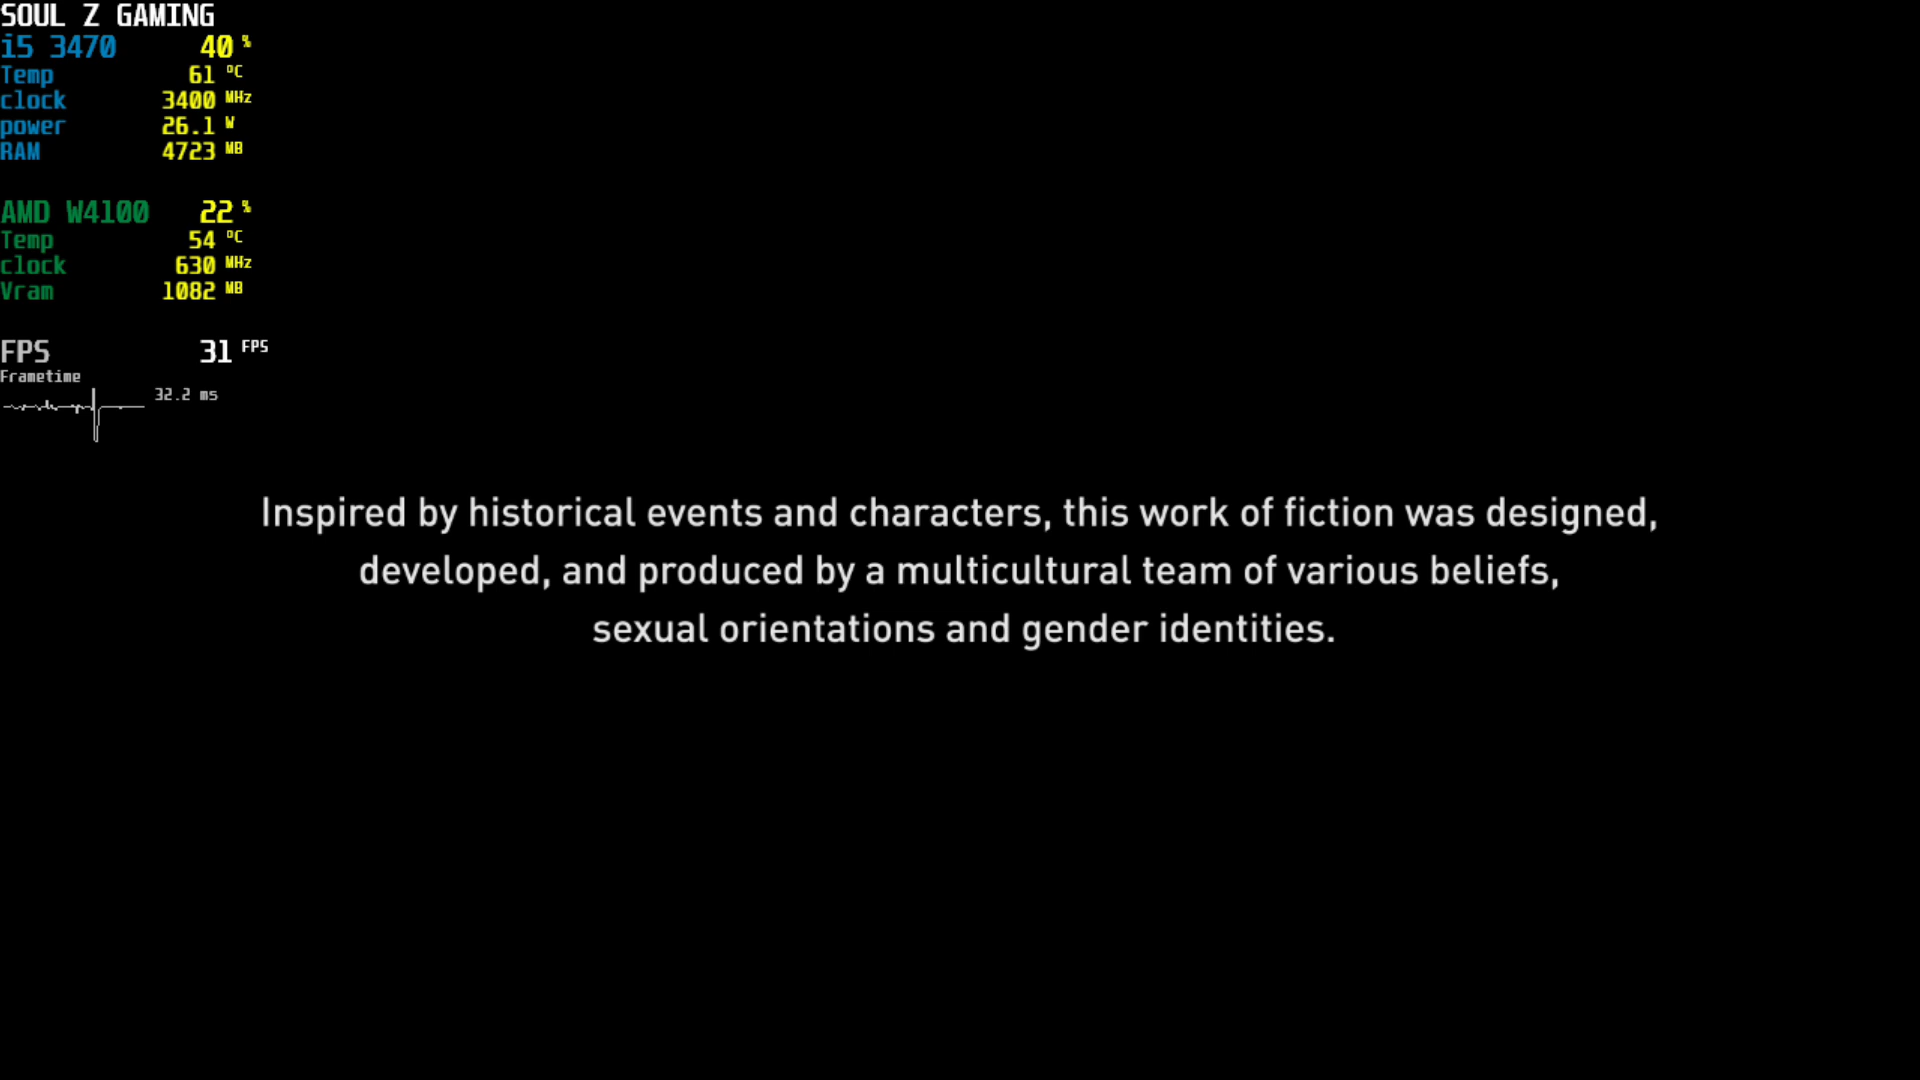 SOUL Z GAMING
i5 3470 40 %
Temp 61 °C
clock 3400 MHz
power 26.1 W
RAM 4723 MB
AMD W4100 22 %
Temp 54 °C
clock 630 MHz
Vram 1082 MB
FPS 31 FPS
Frametime
32.2 ms
Inspired by historical events and characters, this work of fiction was designed,
developed, and produced by a multicultural team of various beliefs,
sexual orientations and gender identities.